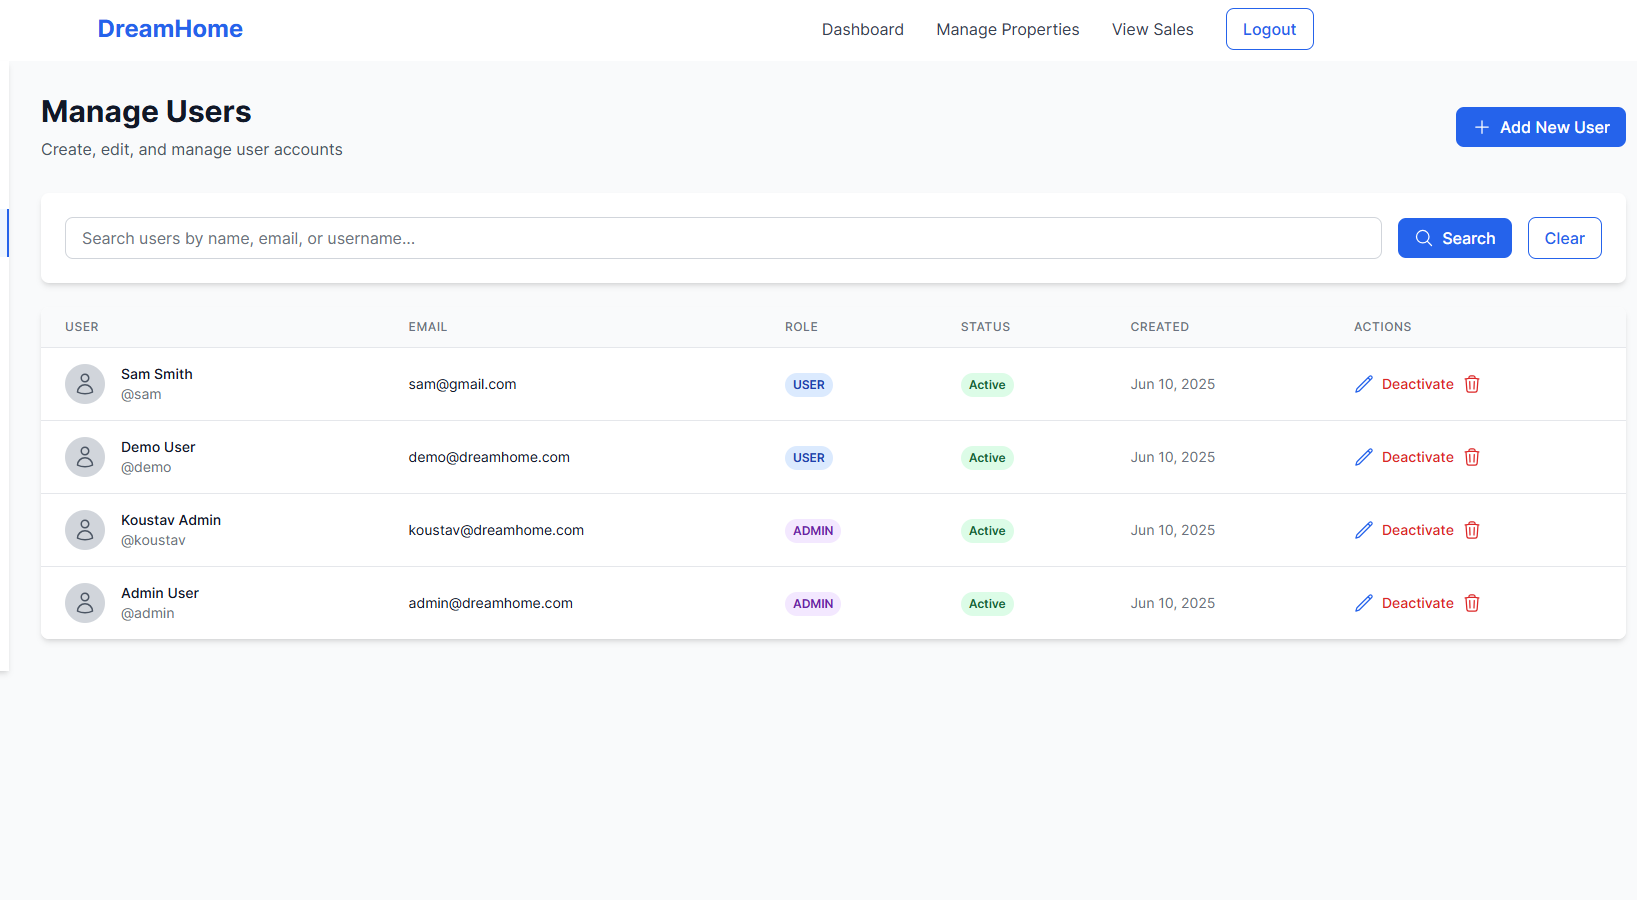 DreamHome
Dashboard Manage Properties View Sales Logout
Manage Users
Create, edit, and manage user accounts
Add New User
Search users by name, email, or username...
Search
Clear
USER EMAIL ROLE STATUS CREATED ACTIONS
Sam Smith
@sam
sam@gmail.com USER Active Jun 10, 2025 Deactivate
Demo User
@demo
demo@dreamhome.com USER Active Jun 10, 2025 Deactivate
Koustav Admin
@koustav
koustav@dreamhome.com ADMIN Active Jun 10, 2025 Deactivate
Admin User
@admin
admin@dreamhome.com ADMIN Active Jun 10, 2025 Deactivate